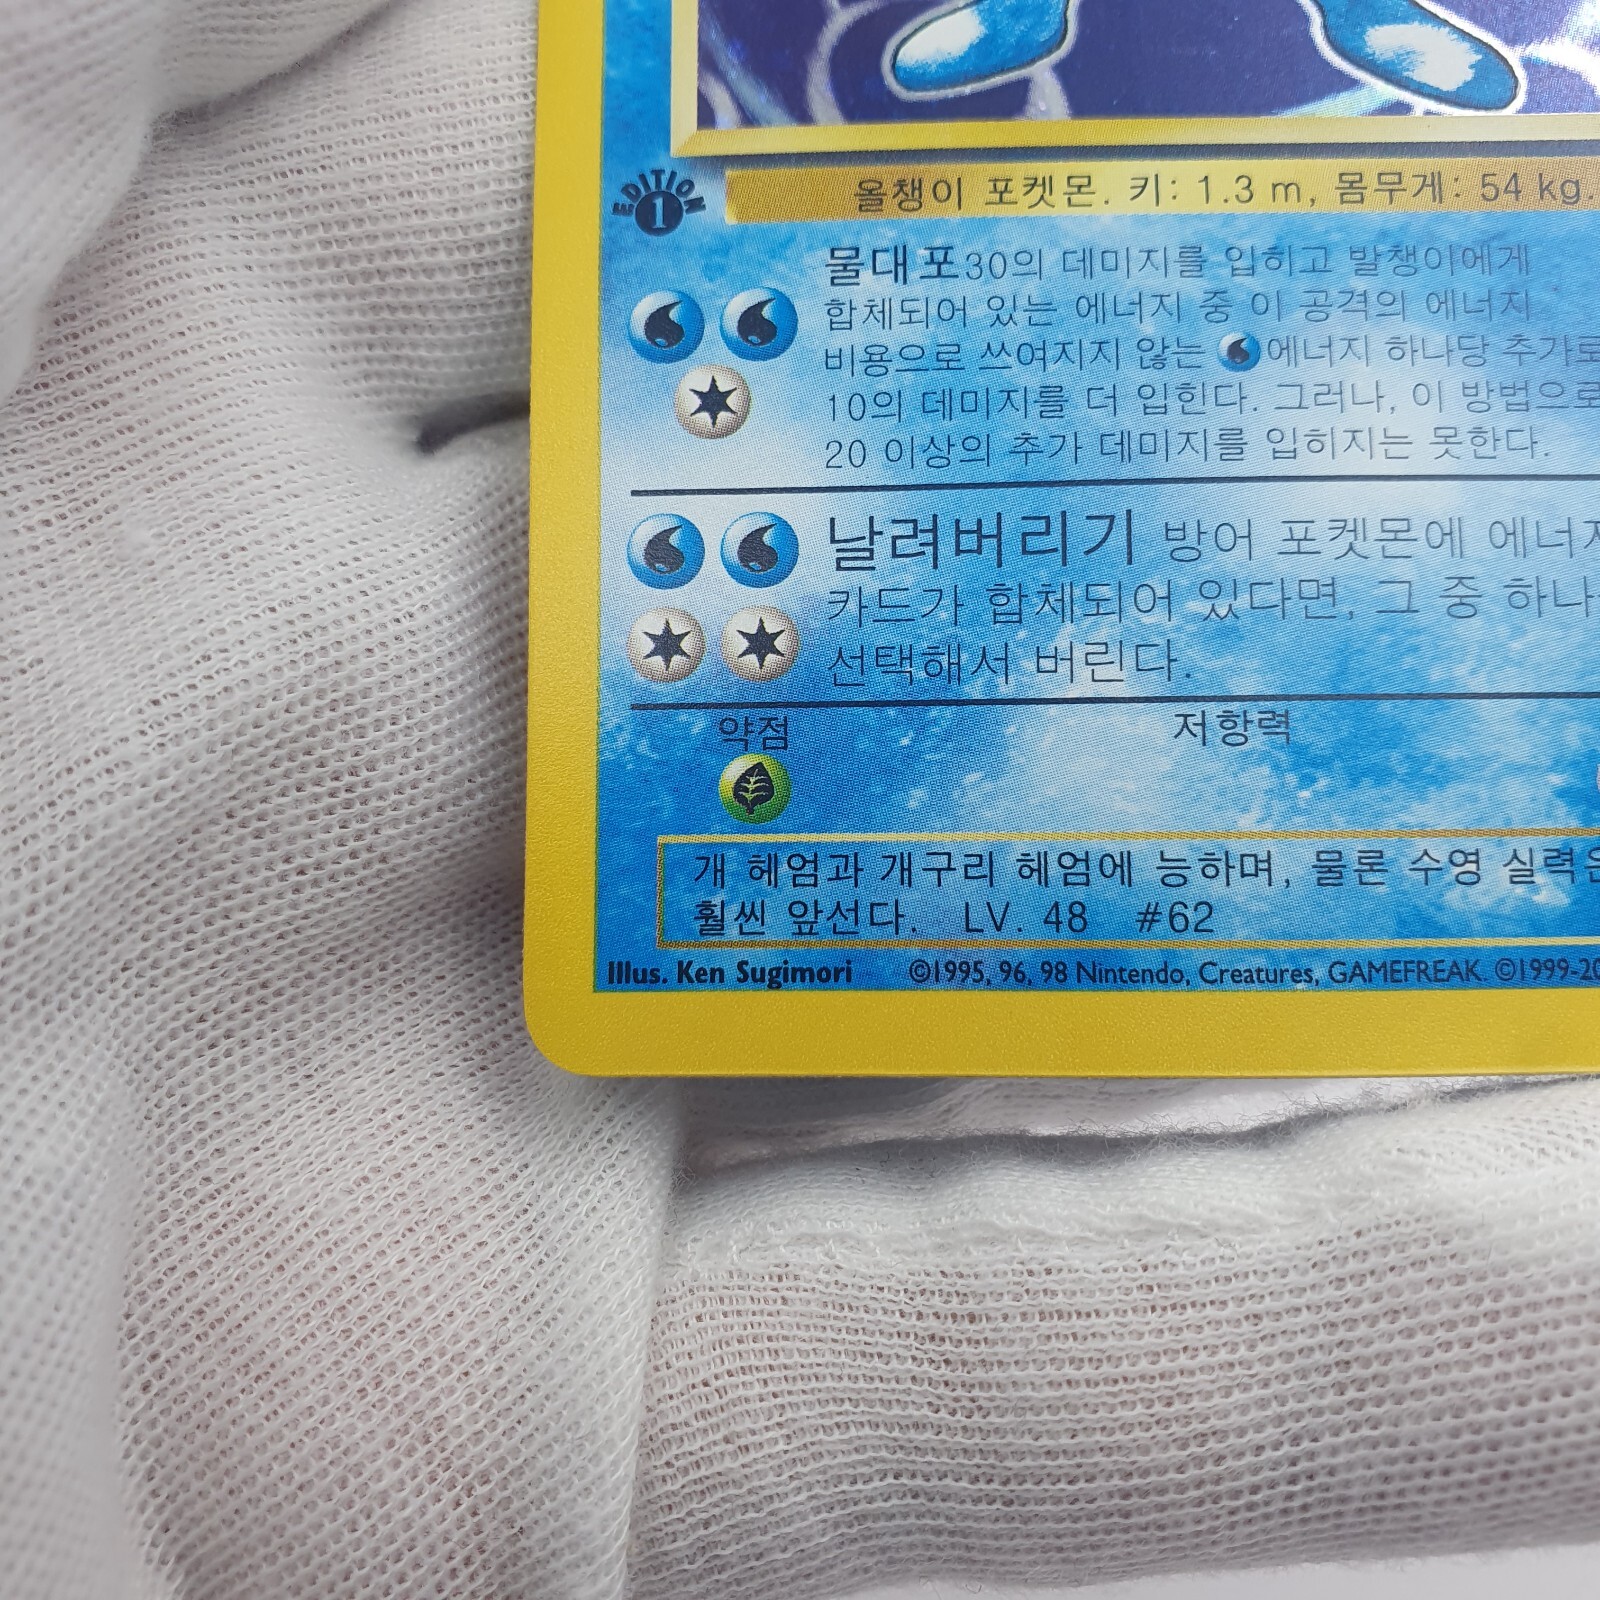 EDITION
1
올챙이 포켓몬. 키: 1.3 m, 몸무게: 54 kg.
물대포30의 데미지를 입히고 발챙이에게
합체되어 있는 에너지 중 이 공격의 에너지
비용으로 쓰여지지 않는 에너지 하나당 추가로
10의 데미지를 더 입힌다. 그러나, 이 방법으로
20 이상의 추가 데미지를 입히지는 못한다.
날려버리기 방어 포켓몬에 에너지
카드가 합체되어 있다면, 그 중 하나
선택해서 버린다.
약점 저항력
개 헤엄과 개구리 헤엄에 능하며, 물론 수영 실력은
훨씬 앞선다. LV. 48 #62
Illus. Ken Sugimori ©1995, 96, 98 Nintendo, Creatures, GAMEFREAK. ©1999-20